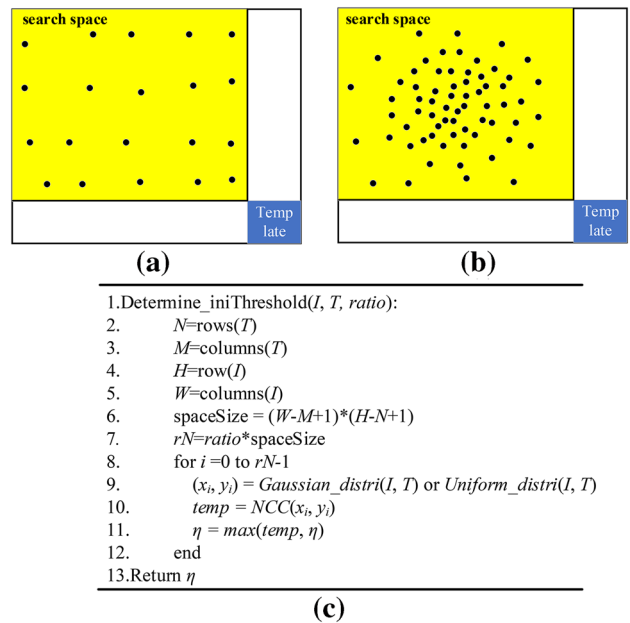 search space
Temp
late
(a)
search space
Temp
late
(b)
1.Determine_iniThreshold(I, T, ratio):
2. N=rows(T)
3. M=columns(T)
4. H=row(I)
5. W=columns(I)
6. spaceSize = (W-M+1)*(H-N+1)
7. rN=ratio*spaceSize
8. for i =0 to rN-1
9. (xᵢ, yᵢ) = Gaussian_distri(I, T) or Uniform_distri(I, T)
10. temp = NCC(xᵢ, yᵢ)
11. η = max(temp, η)
12. end
13.Return η
(c)